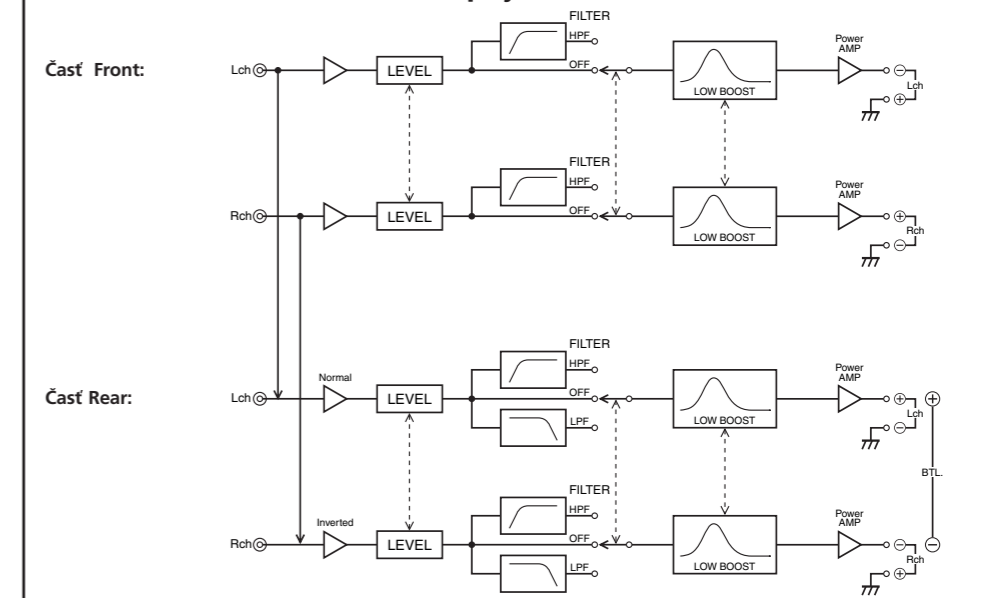 FILTER
HPF
Power
AMP
Časť Front:
Lch
LEVEL
OFF
LOW BOOST
⊖
Lch
⊕
FILTER
HPF
Power
AMP
Rch
LEVEL
OFF
LOW BOOST
⊕
Rch
⊖
FILTER
HPF
Power
AMP
Časť Rear:
Lch
Normal
LEVEL
OFF
LPF
LOW BOOST
⊕
Lch
⊖
⊕
BTL.
FILTER
HPF
Power
AMP
Rch
Inverted
LEVEL
OFF
LPF
LOW BOOST
⊖
Rch
⊕
⊖